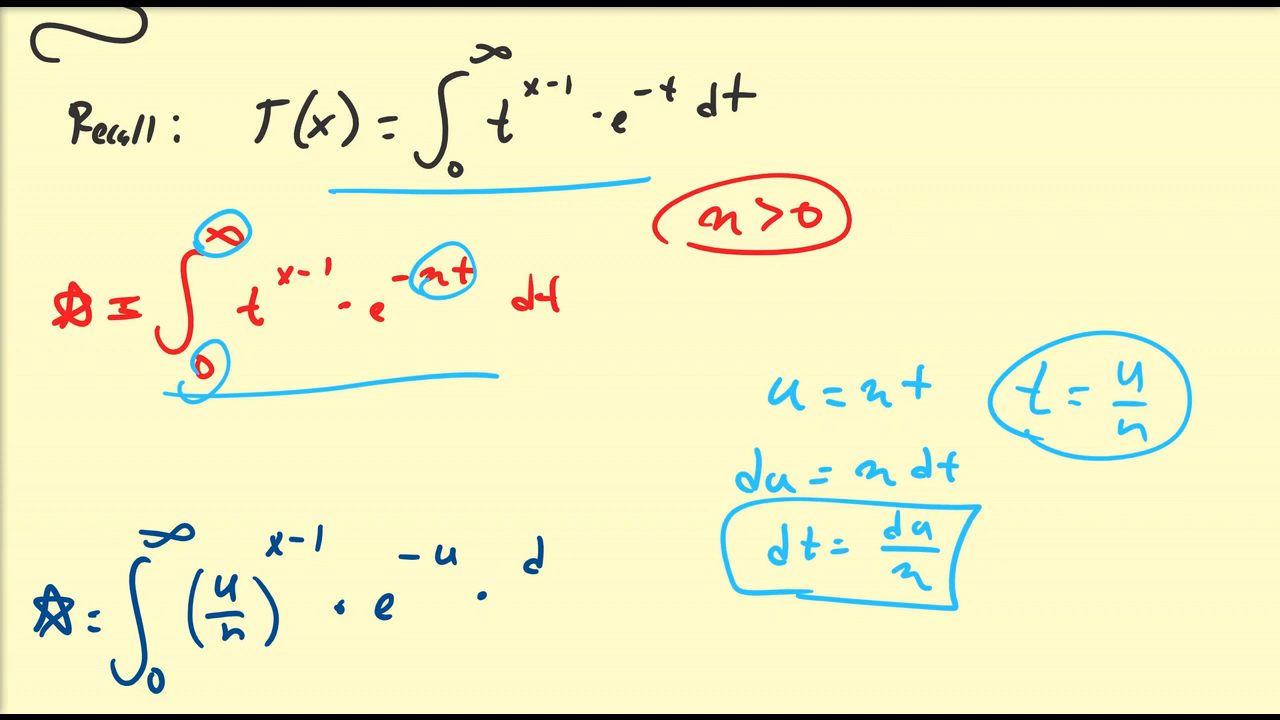 Recall: Γ(x) = ∫₀^∞ t^(x-1) · e^(-t) dt
n > 0
☆ = ∫₀^∞ t^(x-1) · e^(-nt) dt
u = nt
t = u/n
du = n dt
dt = du/n
☆ = ∫₀^∞ (u/n)^(x-1) · e^(-u) · d